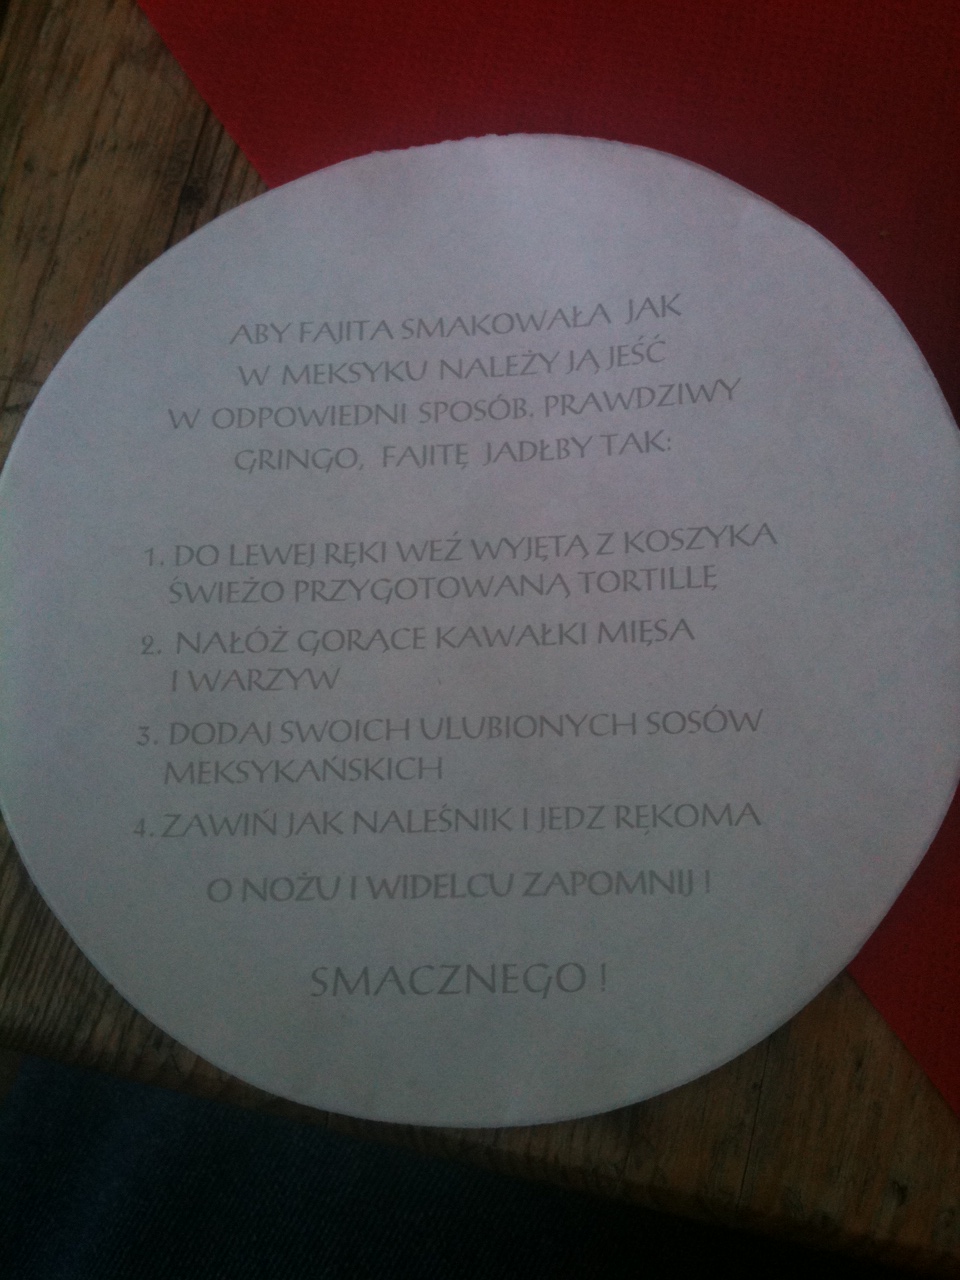 ABY FAJITA SMAKOWAŁA JAK
W MEKSYKU NALEŻY JĄ JEŚĆ
W ODPOWIEDNI SPOSÓB. PRAWDZIWY
GRINGO, FAJITĘ JADŁBY TAK:
1. DO LEWEJ RĘKI WEŹ WYJĘTĄ Z KOSZYKA
ŚWIEŻO PRZYGOTOWANĄ TORTILLĘ
2. NAŁÓŻ GORĄCE KAWAŁKI MIĘSA
I WARZYW
3. DODAJ SWOICH ULUBIONYCH SOSÓW
MEKSYKAŃSKICH
4. ZAWIŃ JAK NALEŚNIK I JEDZ RĘKOMA
O NOŻU I WIDELCU ZAPOMNIJ !
SMACZNEGO !